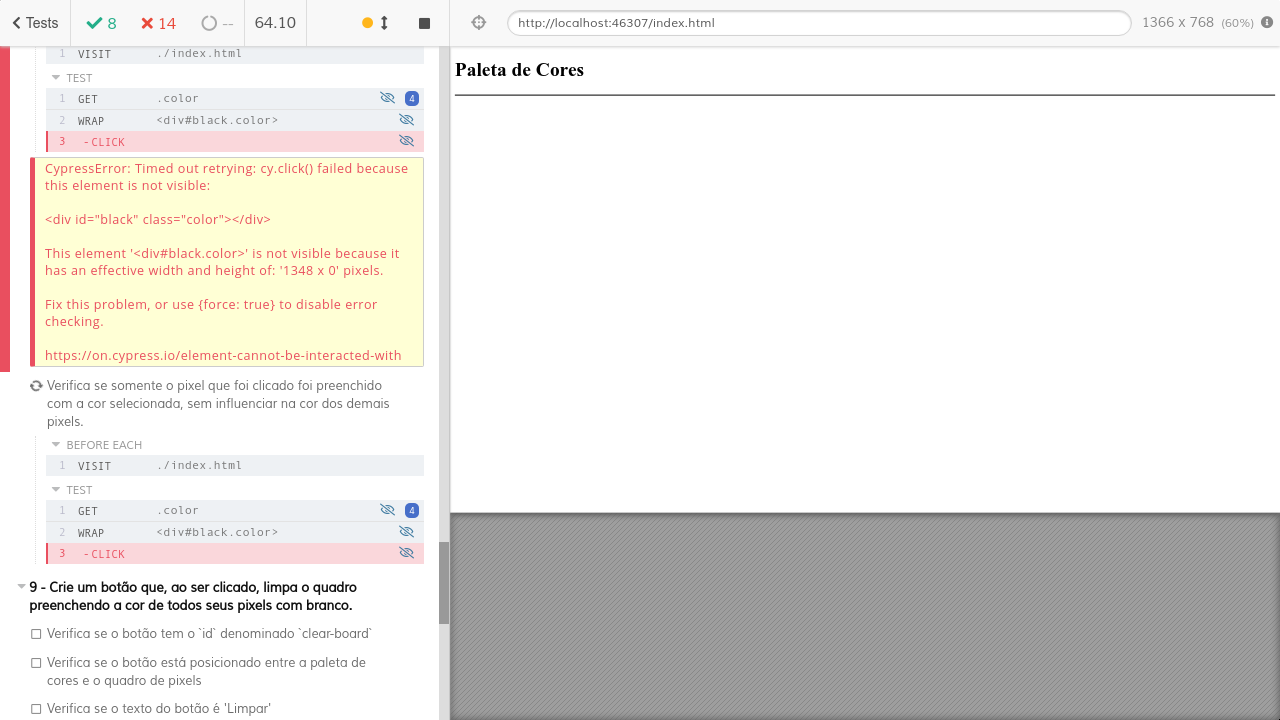 Tests
8
14
--
64.10
http://localhost:46307/index.html
1366 x 768 (60%)
1 VISIT ./index.html
TEST
1 GET .color 4
2 WRAP <div#black.color>
3 -CLICK
CypressError: Timed out retrying: cy.click() failed because
this element is not visible:
<div id="black" class="color"></div>
This element '<div#black.color>' is not visible because it
has an effective width and height of: '1348 x 0' pixels.
Fix this problem, or use {force: true} to disable error
checking.
https://on.cypress.io/element-cannot-be-interacted-with
Verifica se somente o pixel que foi clicado foi preenchido
com a cor selecionada, sem influenciar na cor dos demais
pixels.
BEFORE EACH
1 VISIT ./index.html
TEST
1 GET .color 4
2 WRAP <div#black.color>
3 -CLICK
9 - Crie um botão que, ao ser clicado, limpa o quadro
preenchendo a cor de todos seus pixels com branco.
Verifica se o botão tem o `id` denominado `clear-board`
Verifica se o botão está posicionado entre a paleta de
cores e o quadro de pixels
Verifica se o texto do botão é 'Limpar'
Paleta de Cores